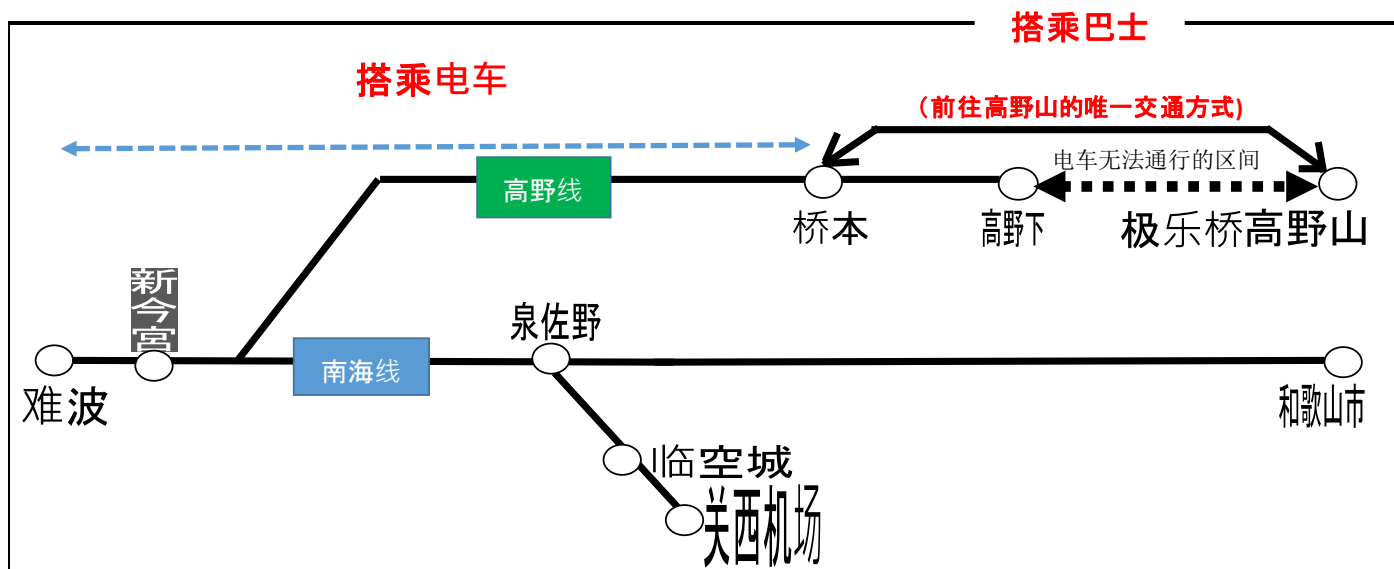 搭乘巴士
搭乘电车
(前往高野山的唯一交通方式)
电车无法通行的区间
高野线
桥本
高野下
极乐桥高野山
新今宮
泉佐野
南海线
难波
和歌山市
临空城
关西机场